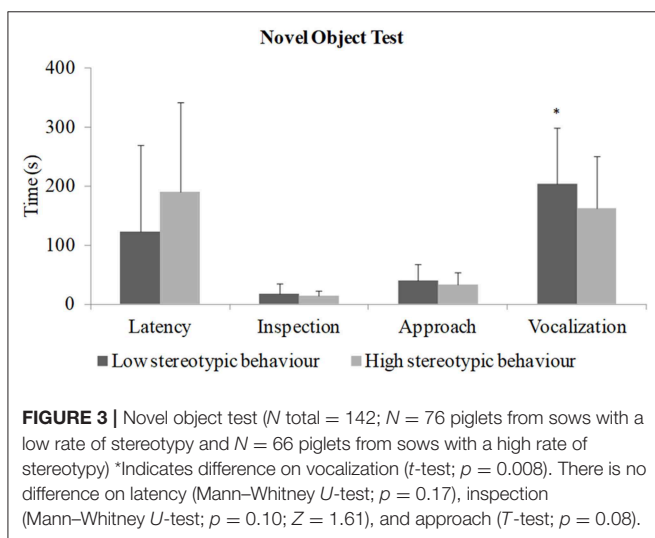 Novel Object Test
400
300
200
100
0
Time (s)
*
Latency Inspection Approach Vocalization
Low stereotypic behaviour High stereotypic behaviour
FIGURE 3 | Novel object test (N total = 142; N = 76 piglets from sows with a
low rate of stereotypy and N = 66 piglets from sows with a high rate of
stereotypy) *Indicates difference on vocalization (t-test; p = 0.008). There is no
difference on latency (Mann–Whitney U-test; p = 0.17), inspection
(Mann–Whitney U-test; p = 0.10; Z = 1.61), and approach (T-test; p = 0.08).